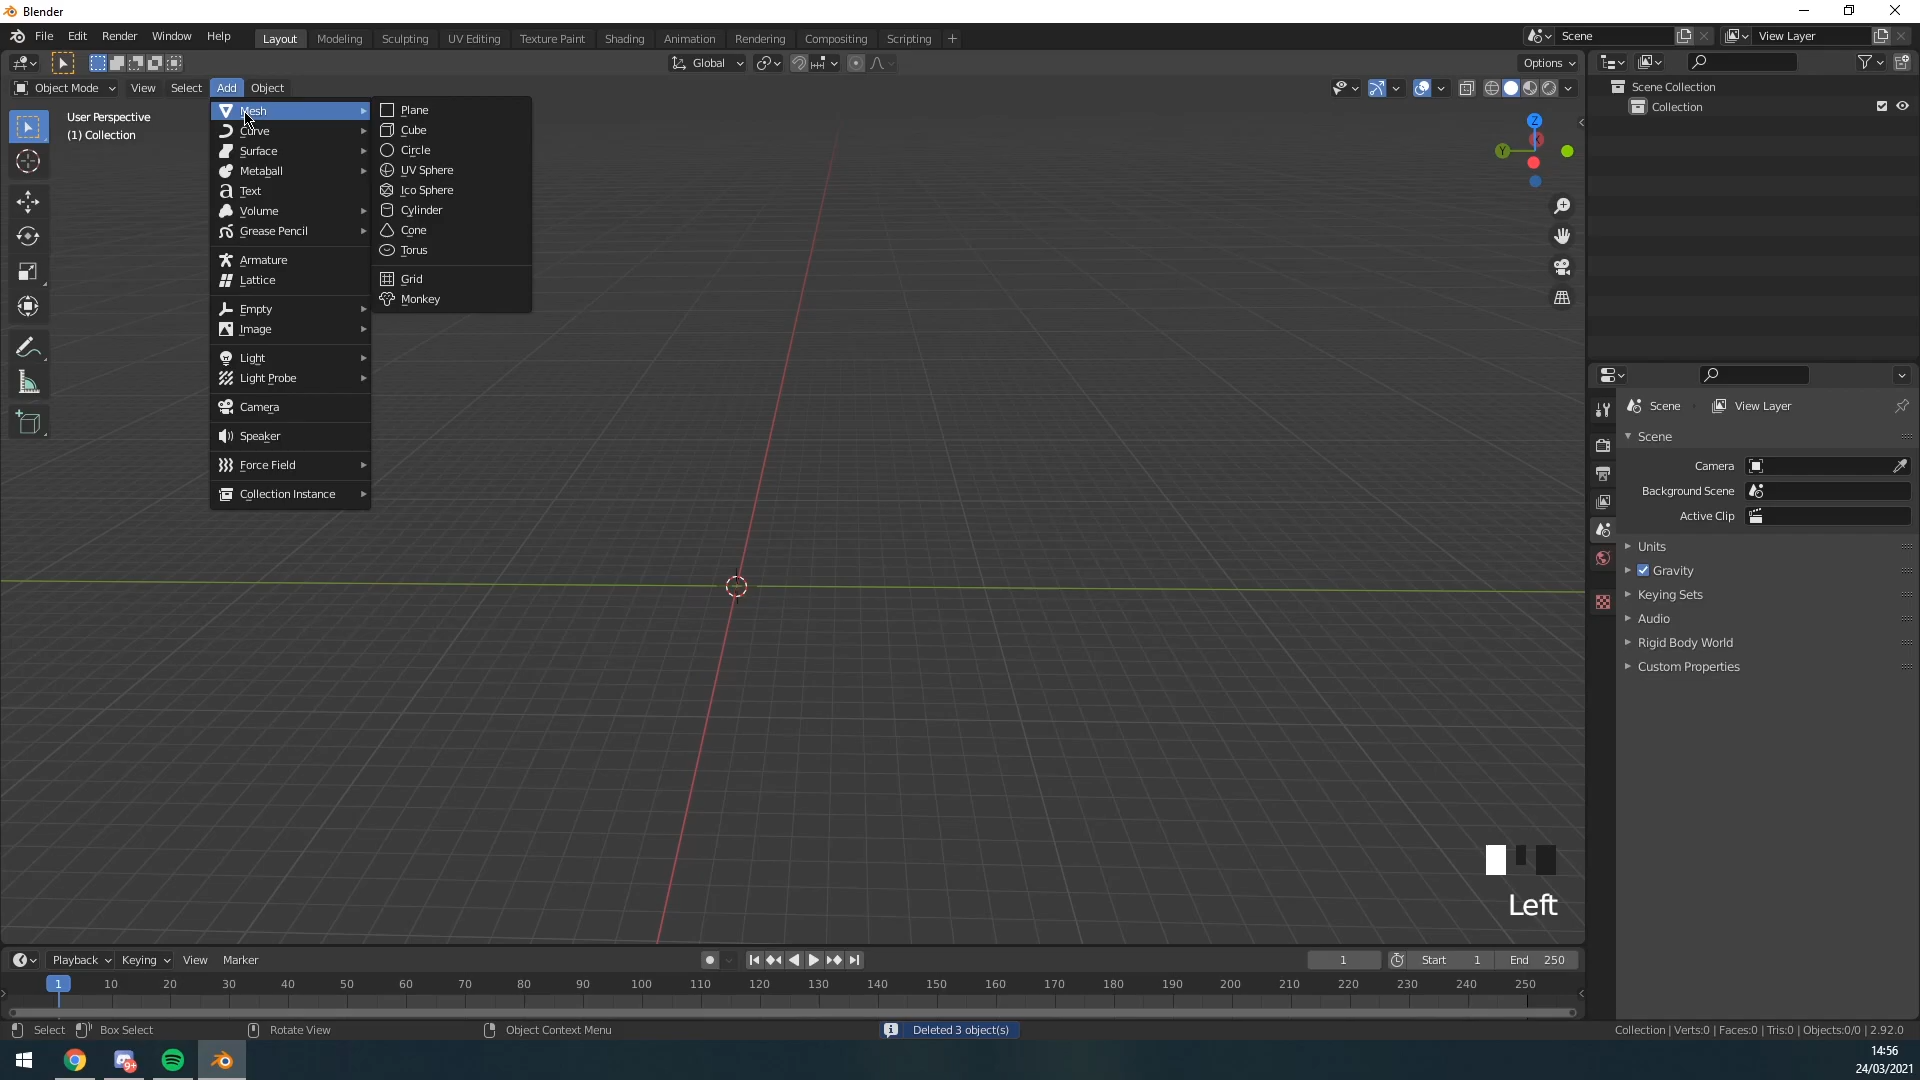 Blender
File Edit Render Window Help Layout Modeling Sculpting UV Editing Texture Paint Shading Animation Rendering Compositing Scripting + Scene View Layer
Global Options
Object Mode View Select Add Object
User Perspective
(1) Collection
Mesh
Curve
Surface
Metaball
Text
Volume
Grease Pencil
Armature
Lattice
Empty
Image
Light
Light Probe
Camera
Speaker
Force Field
Collection Instance
Plane
Cube
Circle
UV Sphere
Ico Sphere
Cylinder
Cone
Torus
Grid
Monkey
Z
X
Y
Left
Scene Collection
Collection
Scene View Layer
Scene
Camera
Background Scene
Active Clip
Units
Gravity
Keying Sets
Audio
Rigid Body World
Custom Properties
Playback Keying View Marker 1 Start 1 End 250
1 10 20 30 40 50 60 70 80 90 100 110 120 130 140 150 160 170 180 190 200 210 220 230 240 250
Select Box Select Rotate View Object Context Menu Deleted 3 object(s) Collection | Verts:0 | Faces:0 | Tris:0 | Objects:0/0 | 2.92.0
9+
14:56
24/03/2021